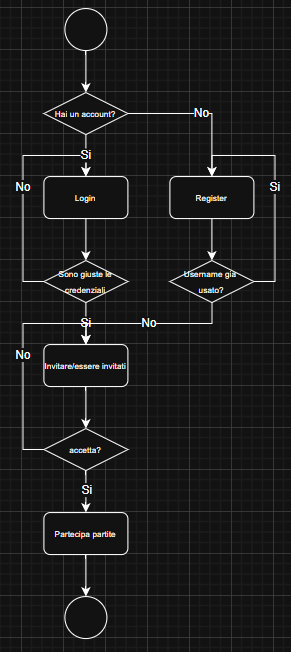 Hai un account?
No
Si
No
Si
Login
Register
Sono giuste le
credenziali
Username già
usato?
Si
No
No
Invitare/essere invitati
accetta?
Si
Partecipa partite